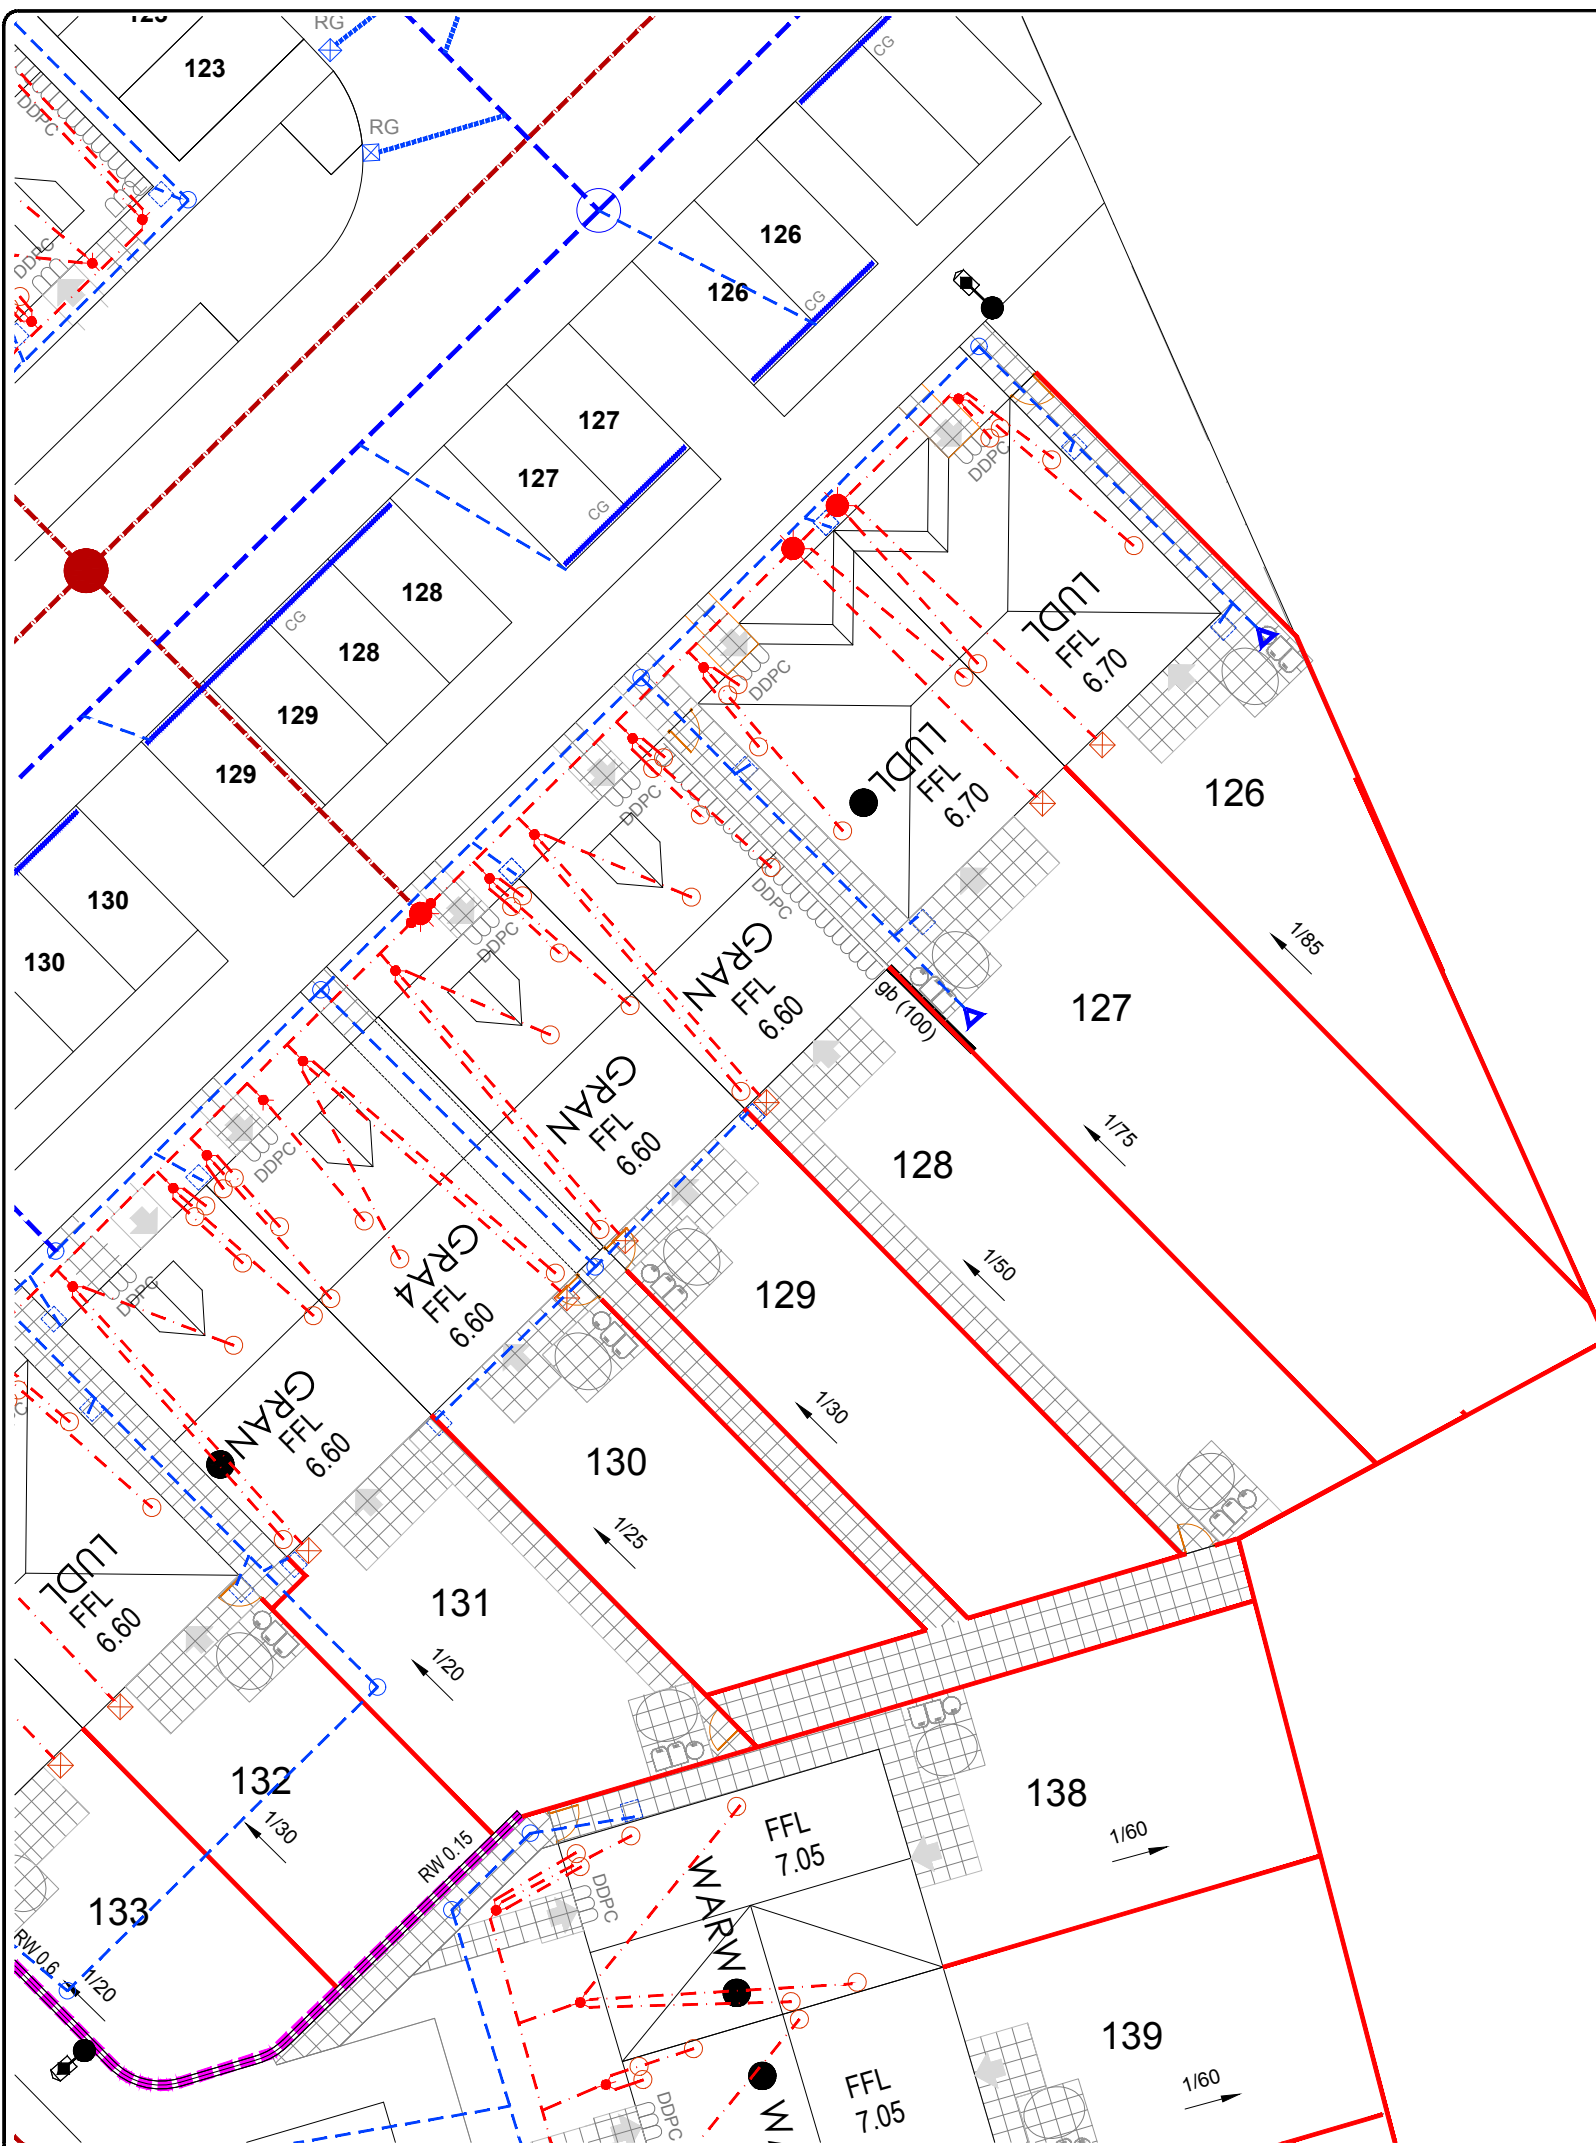 RG
123
RG
CG
DDPC
126
DDPC
126
CG
127
127
CG
DDPC
128
CG
128
LUDL
FFL
6.70
129
DDPC
129
LUDL
FFL
6.70
126
DDPC
130
DDPC
1/85
130
DDPC
GRAN
FFL
6.60
gb (100)
127
GRAN
FFL
6.60
1/75
DDPC
128
GRA4
FFL
6.60
1/50
DDPC
129
GRAN
FFL
6.60
1/30
130
1/25
LUDL
FFL
6.60
131
1/20
132
1/30
138
1/60
FFL
7.05
RW 0.15
WARW
DDPC
133
RW 0.6
1/20
139
1/60
FFL
7.05
DDPC